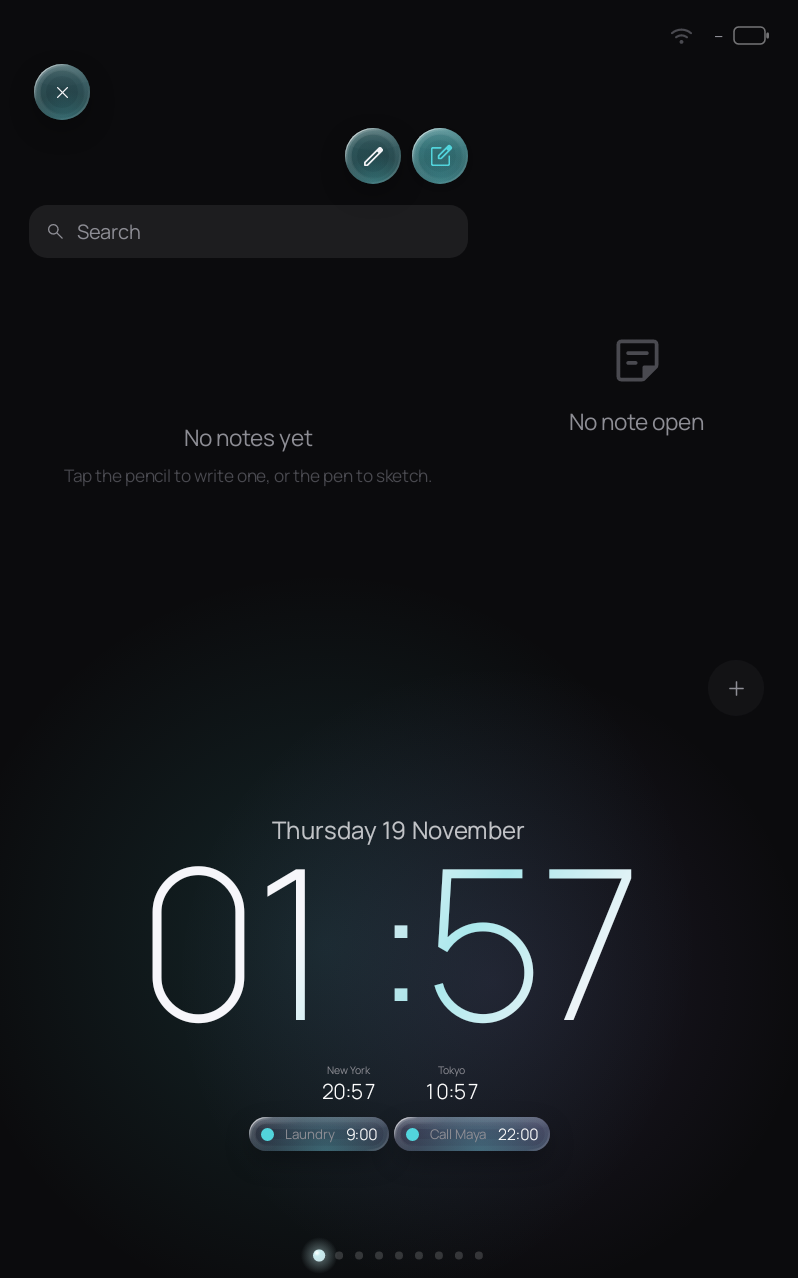 –
Search
No note open
No notes yet
Tap the pencil to write one, or the pen to sketch.
Thursday 19 November
01 :57
New York Tokyo
20:57 10:57
Laundry 9:00 Call Maya 22:00